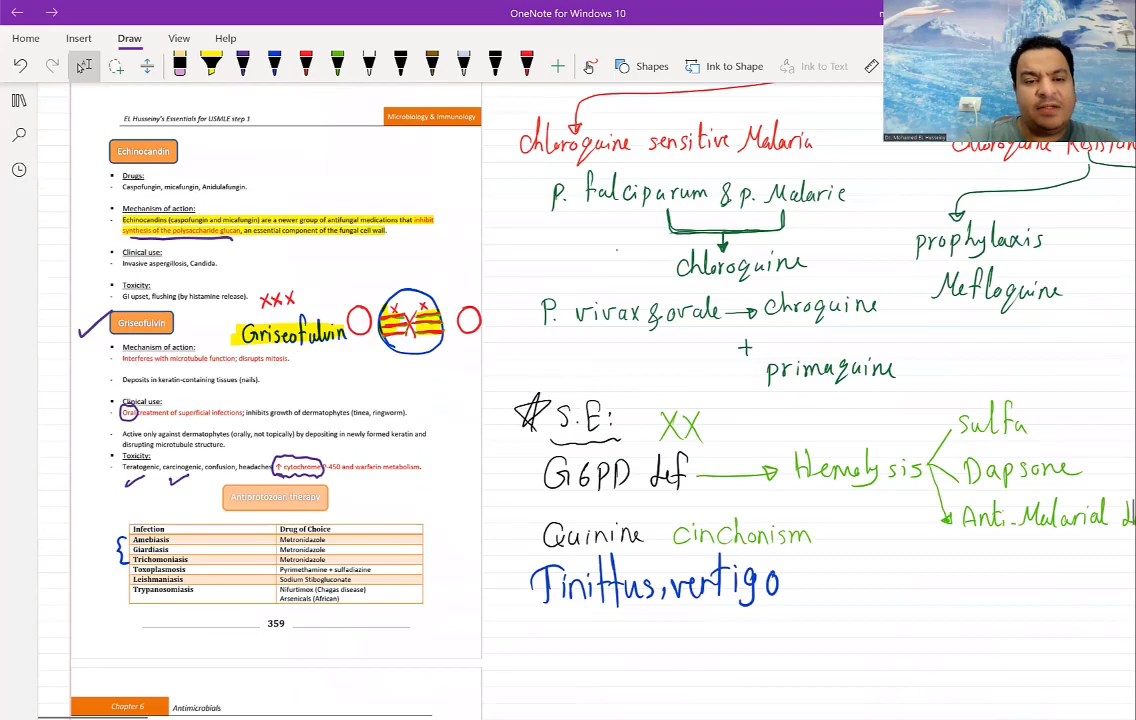 OneNote for Windows 10
Home Insert Draw View Help
Shapes Ink to Shape Ink to Text
Dr. Mohamed EL Husseiny
EL Husseiny's Essentials for USMLE step 1
Microbiology & Immunology
Echinocandin
Drugs:
- Caspofungin, micafungin, Anidulafungin.
Mechanism of action:
- Echinocandins (caspofungin and micafungin) are a newer group of antifungal medications that inhibit
synthesis of the polysaccharide glucan, an essential component of the fungal cell wall.
Clinical use:
- Invasive aspergillosis, Candida.
Toxicity:
- GI upset, flushing (by histamine release).
xxx
Griseofulvin
Griseofulvin
x x
Mechanism of action:
- Interferes with microtubule function; disrupts mitosis.
- Deposits in keratin-containing tissues (nails).
Clinical use:
- Oral treatment of superficial infections; inhibits growth of dermatophytes (tinea, ringworm).
- Active only against dermatophytes (orally, not topically) by depositing in newly formed keratin and
disrupting microtubule structure.
Toxicity:
- Teratogenic, carcinogenic, confusion, headaches ↑ cytochrome P-450 and warfarin metabolism.
Antiprotozoan therapy
Infection Drug of Choice
Amebiasis Metronidazole
Giardiasis Metronidazole
Trichomoniasis Metronidazole
Toxoplasmosis Pyrimethamine + sulfadiazine
Leishmaniasis Sodium Stibogluconate
Trypanosomiasis Nifurtimox (Chagas disease)
Arsenicals (African)
359
Chapter 6 Antimicrobials
chloroquine sensitive Malaria
P. falciparum & p. Malarie
chloroquine
P. vivax & ovale → chroquine
+
primaquine
chloroquine Resistan
prophylaxis
Mefloquine
S.E: XX
G6PD def → Hemolysis
sulfa
Dapsone
Anti-Malarial d
Quinine cinchonism
Tinittus, vertigo